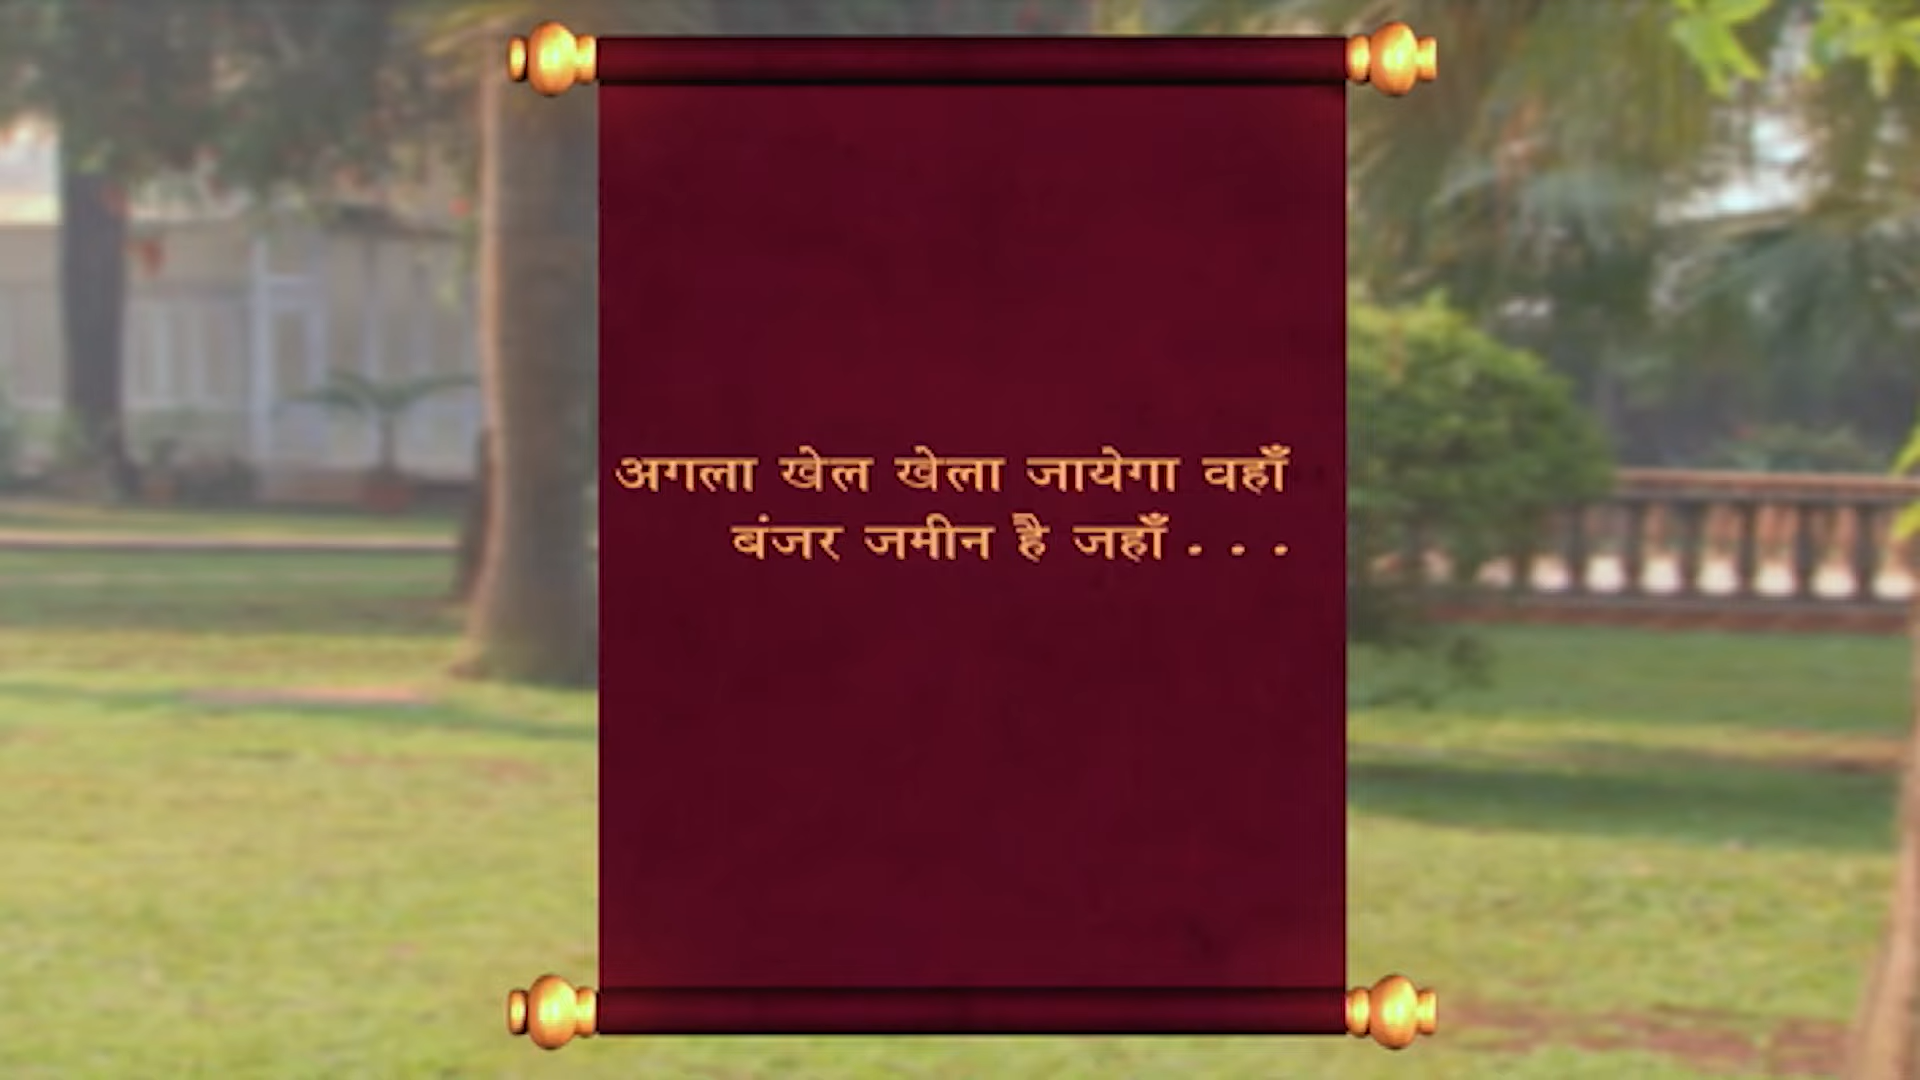 अगला खेल खेला जायेगा वहाँ
बंजर जमीन है जहाँ . . .